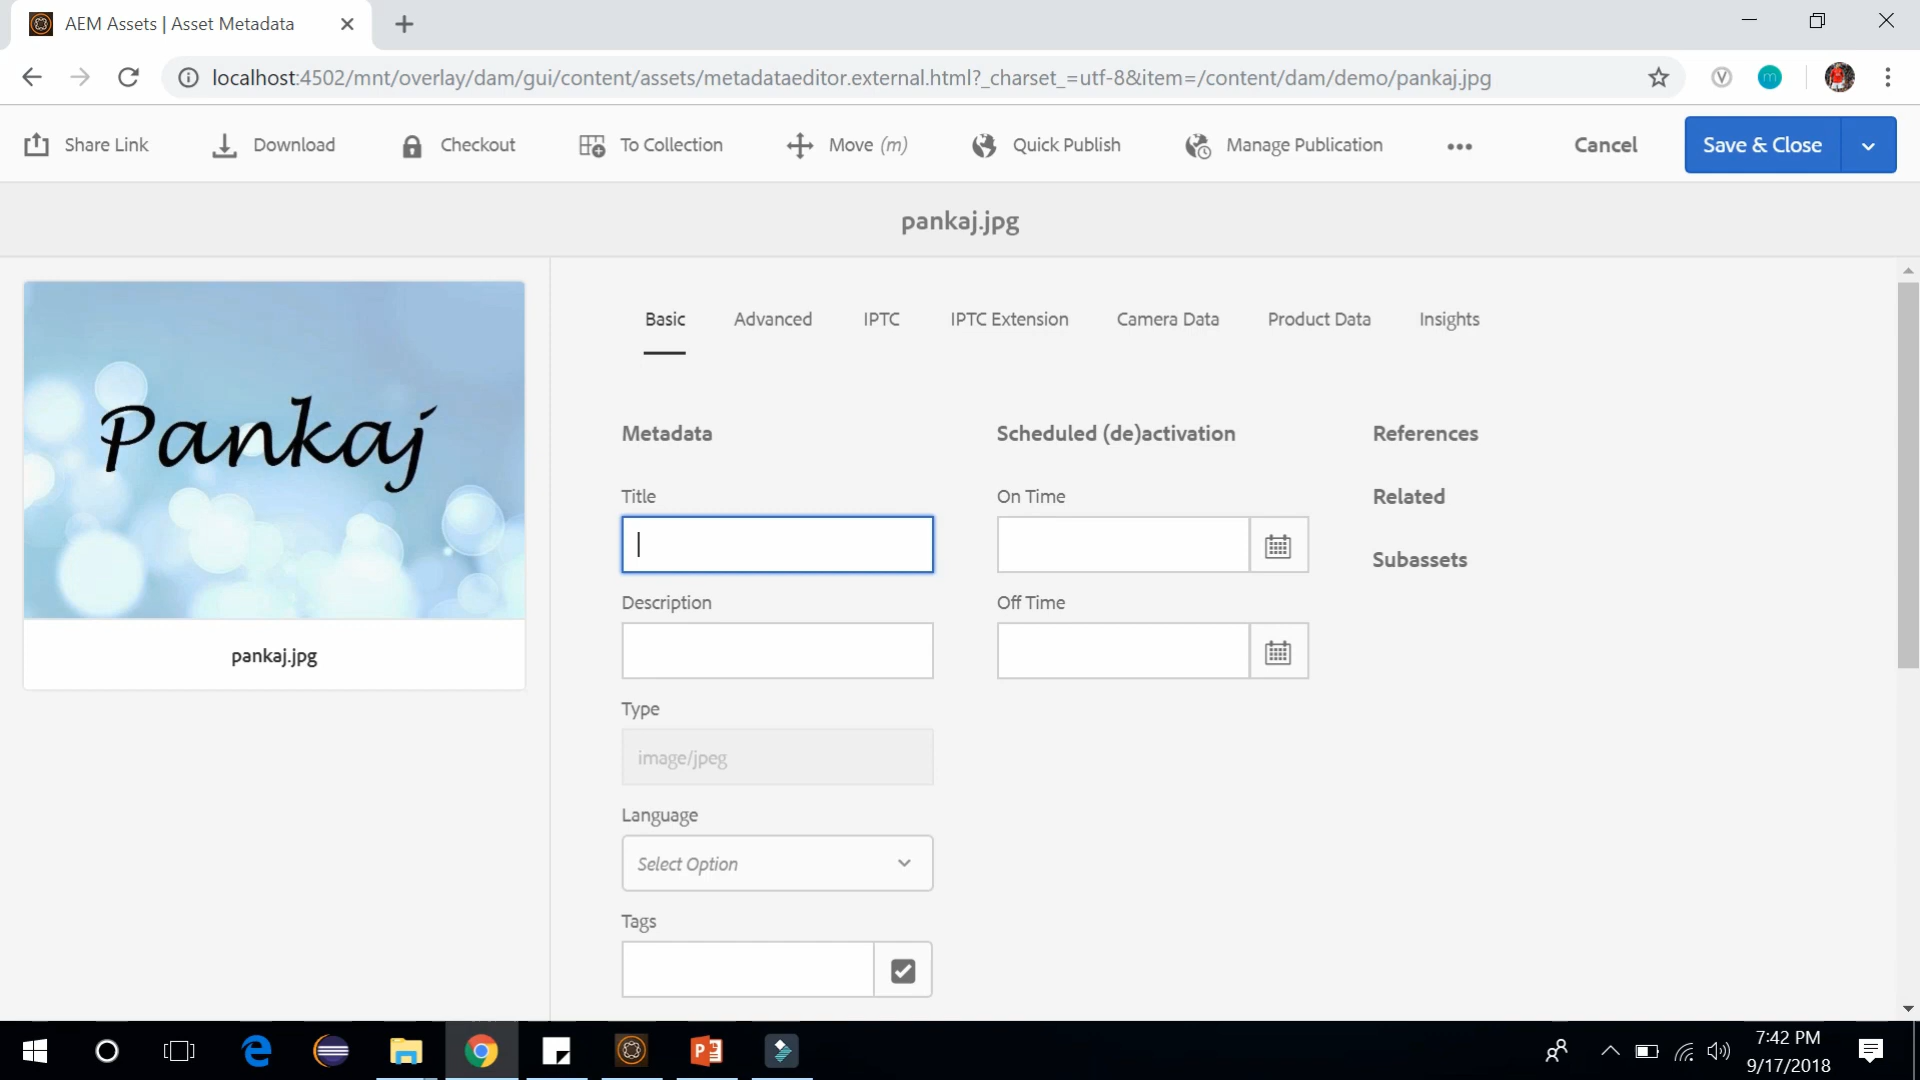 AEM Assets | Asset Metadata
localhost:4502/mnt/overlay/dam/gui/content/assets/metadataeditor.external.html?_charset_=utf-8&item=/content/dam/demo/pankaj.jpg
Share Link Download Checkout To Collection Move (m) Quick Publish Manage Publication Cancel Save & Close
pankaj.jpg
Pankaj
pankaj.jpg
Basic Advanced IPTC IPTC Extension Camera Data Product Data Insights
Metadata Scheduled (de)activation References
Title On Time Related
Subassets
Description Off Time
Type
image/jpeg
Language
Select Option
Tags
7:42 PM
9/17/2018